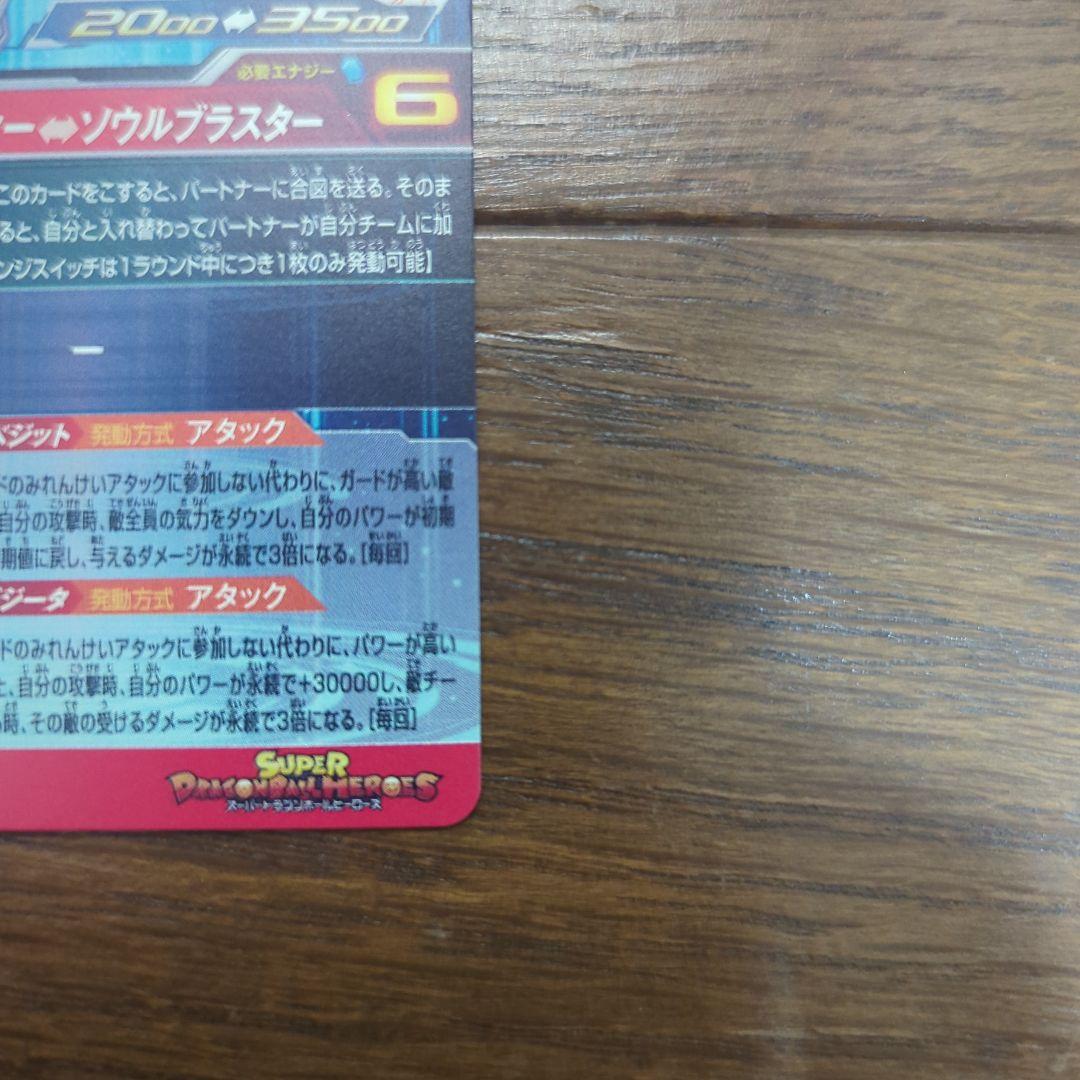 2000⇔3500
必要エナジー 6
ー⇔ソウルブラスター
このカードをこすると、パートナーに合図を送る。そのま
ると、自分と入れ替わってパートナーが自分チームに加
ンジスイッチは1ラウンド中につき1枚のみ発動可能】
ー
ベジット 発動方式 アタック
ドのみれんけいアタックに参加しない代わりに、ガードが高い敵
自分の攻撃時、敵全員の気力をダウンし、自分のパワーが初期
期値に戻し、与えるダメージが永続で3倍になる。[毎回]
ジータ 発動方式 アタック
ドのみれんけいアタックに参加しない代わりに、パワーが高い
と、自分の攻撃時、自分のパワーが永続で+30000し、敵チー
時、その敵の受けるダメージが永続で3倍になる。[毎回]
SUPER
DRAGONBALL HEROES
スーパードラゴンボールヒーローズ